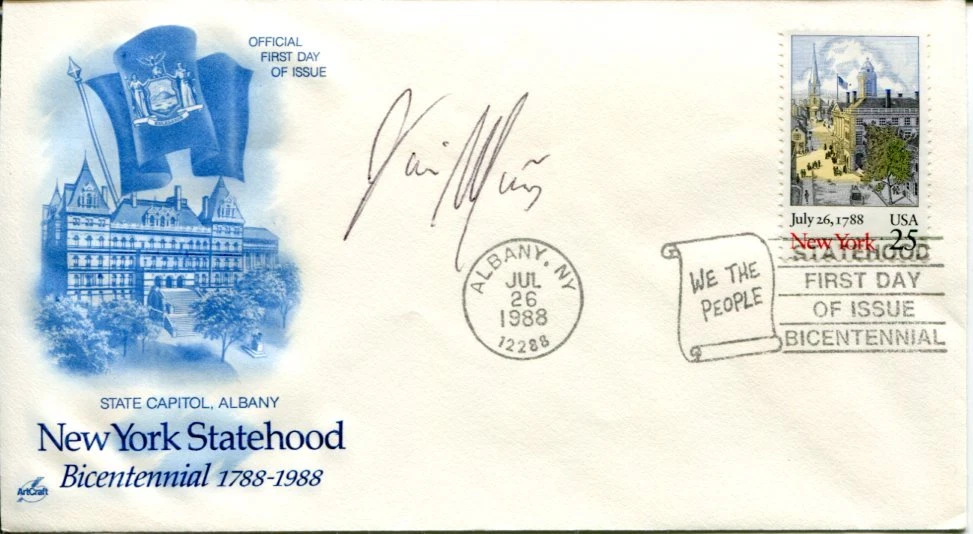 OFFICIAL
FIRST DAY
OF ISSUE
STATE CAPITOL, ALBANY
New York Statehood
Bicentennial 1788-1988
ArtCraft
ALBANY, NY
JUL
26
1988
12288
WE THE
PEOPLE
July 26, 1788 USA
New York 25
STATEHOOD
FIRST DAY
OF ISSUE
BICENTENNIAL